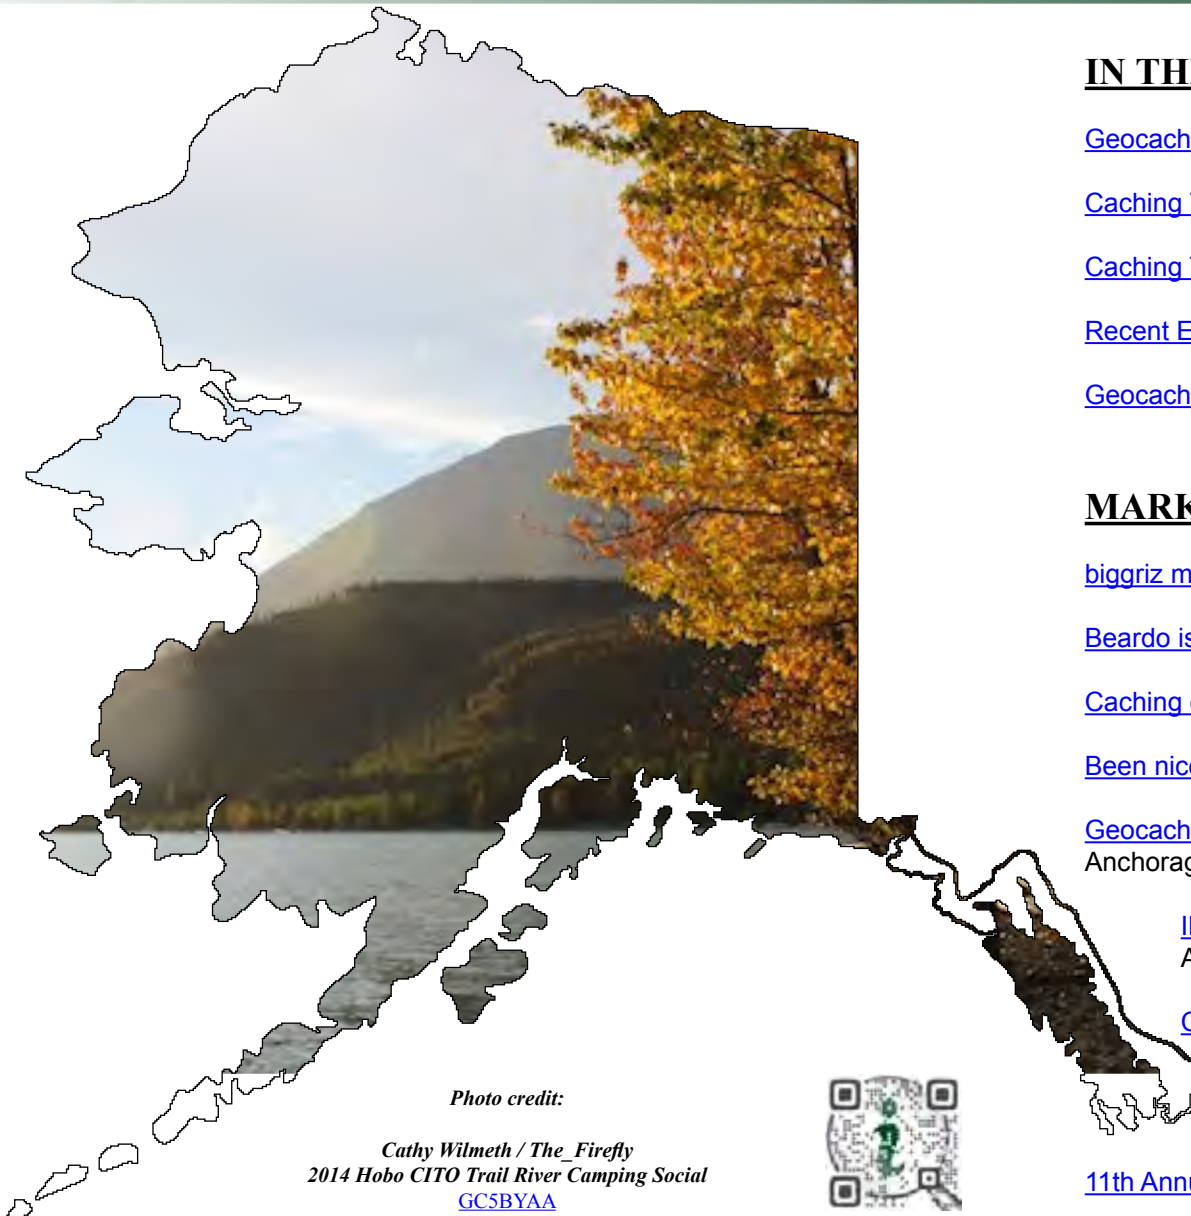 IN TH
Geocach
Caching
Caching
Recent E
Geocach
MARK
biggriz m
Beardo is
Caching
Been nice
Geocach
Anchorag
A
Photo credit:
Cathy Wilmeth / The_Firefly
2014 Hobo CITO Trail River Camping Social
GC5BYAA
11th Annu